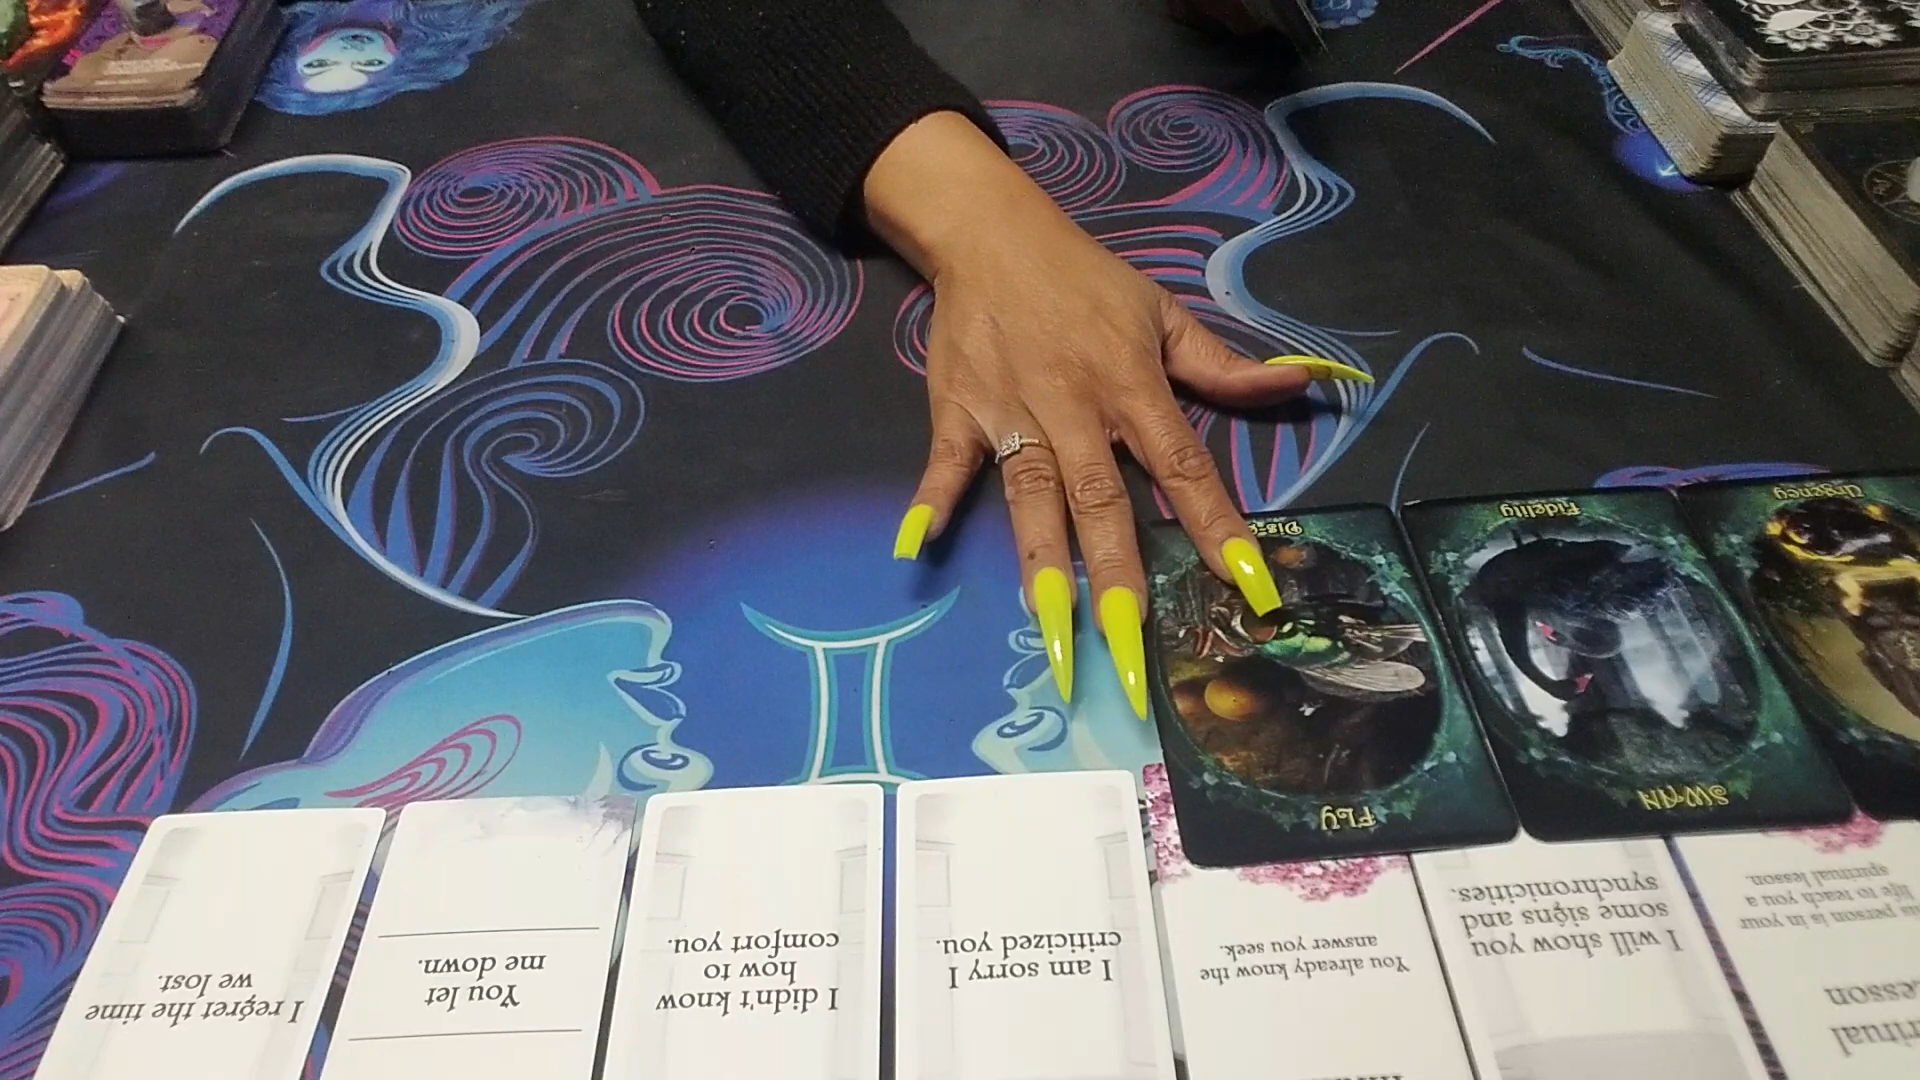 I regret the time
we lost.
You let
me down.
I didn't know
how to
comfort you.
I am sorry I
criticized you.
You already know the
answer you seek.
I will show you
some signs and
synchronicities.
person is in your
life to teach you a
spiritual lesson.
FLY
Fidelity
SWAN
Urgency